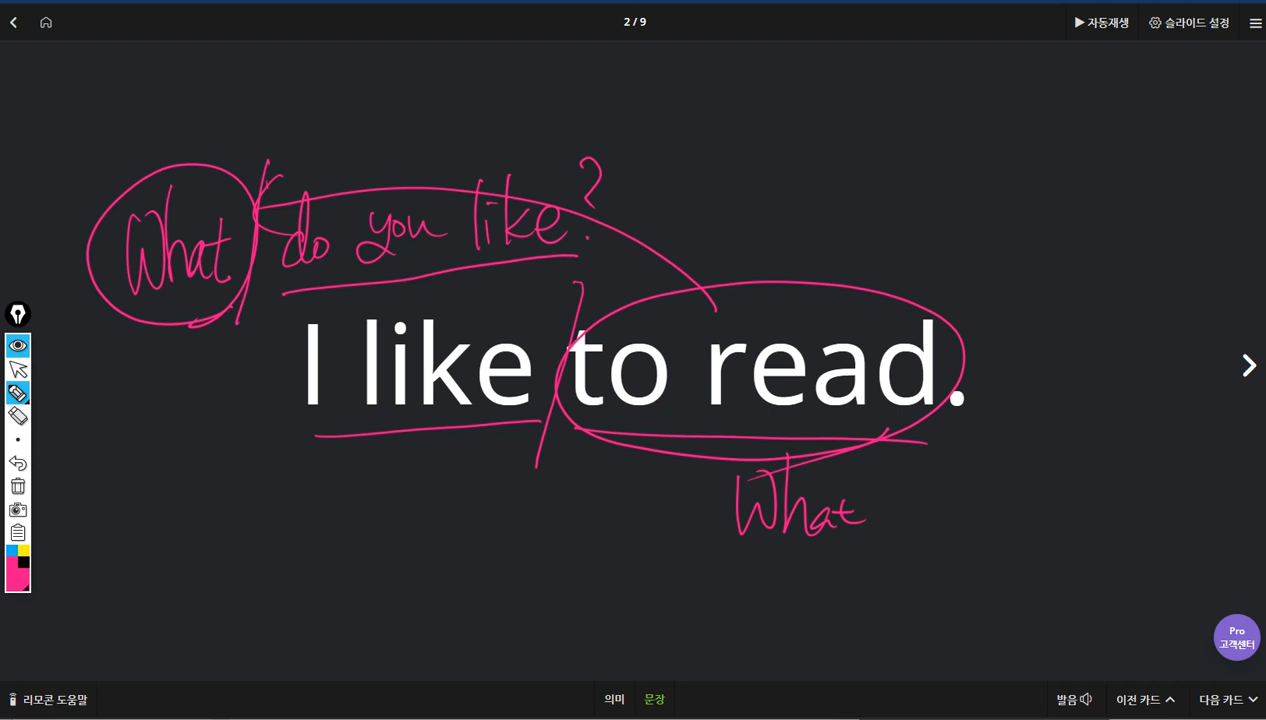 2 / 9
자동재생
슬라이드 설정
What do you like?
I like to read.
What
Pro
고객센터
리모콘 도움말
의미
문장
발음
이전 카드
다음 카드